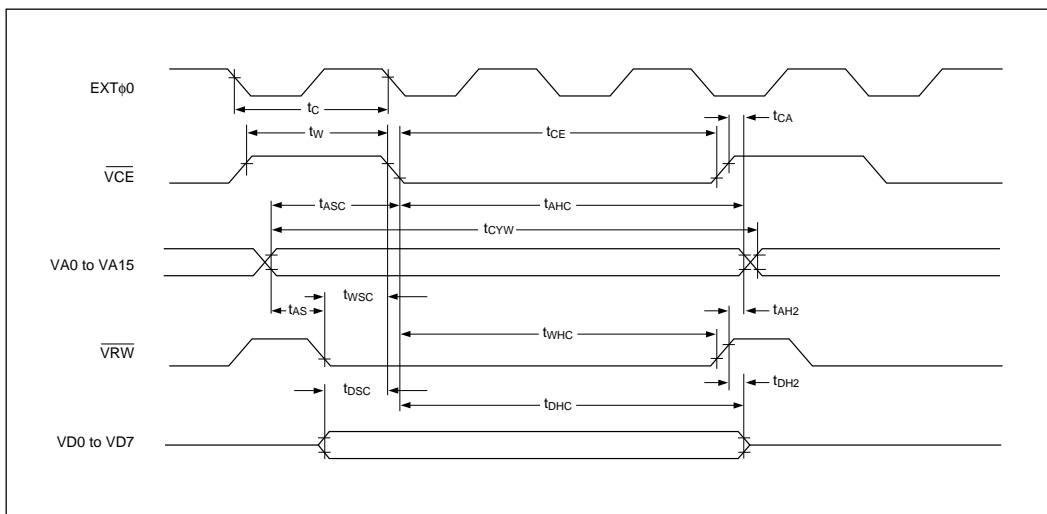 EXTϕ0
tC
tCA
tW
tCE
VCE
tASC
tAHC
tCYW
VA0 to VA15
tWSC
tAS
tAH2
tWHC
VRW
tDSC
tDH2
tDHC
VD0 to VD7